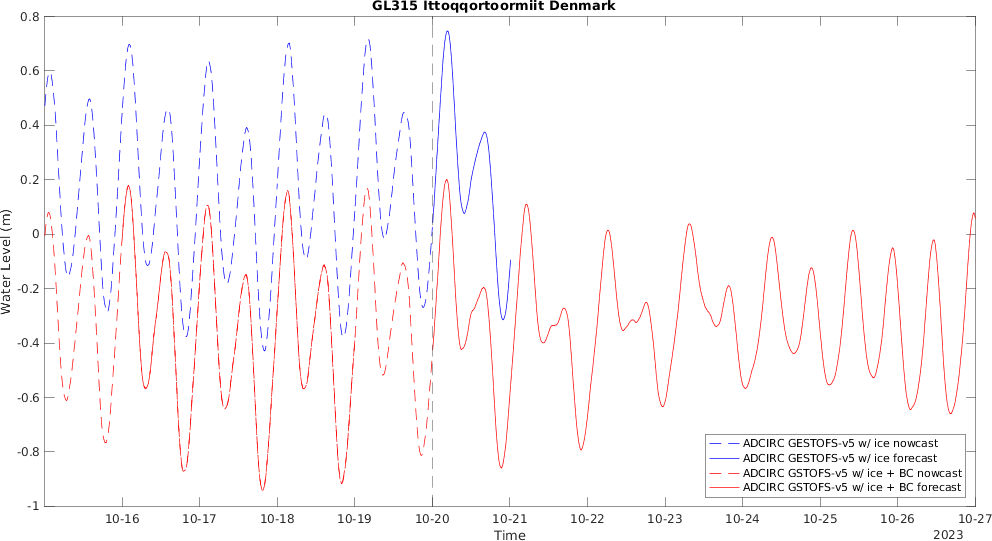 GL315 Ittoqqortoormiit Denmark
Water Level (m)
0.8
0.6
0.4
0.2
0
-0.2
-0.4
-0.6
-0.8
-1
ADCIRC GESTOFS-v5 w/ ice nowcast
ADCIRC GESTOFS-v5 w/ ice forecast
ADCIRC GSTOFS-v5 w/ ice + BC nowcast
ADCIRC GSTOFS-v5 w/ ice + BC forecast
10-16 10-17 10-18 10-19 10-20 10-21 10-22 10-23 10-24 10-25 10-26 10-27
Time
2023